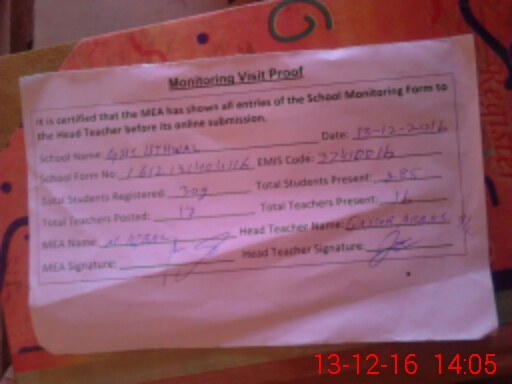 Monitoring Visit Proof
It is certified that the MEA has shown all entries of the School Monitoring Form to
the Head Teacher before its online submission.
School Name: GHS UTHWAL Date: 13-12-2016
School Form No: EMIS Code: 37410016
Total Students Registered: 309 Total Students Present: 285
Total Teachers Posted: 17 Total Teachers Present: 16
MEA Name: M IQBAL Head Teacher Name:
MEA Signature: Head Teacher Signature:
Register
13-12-16 14:05